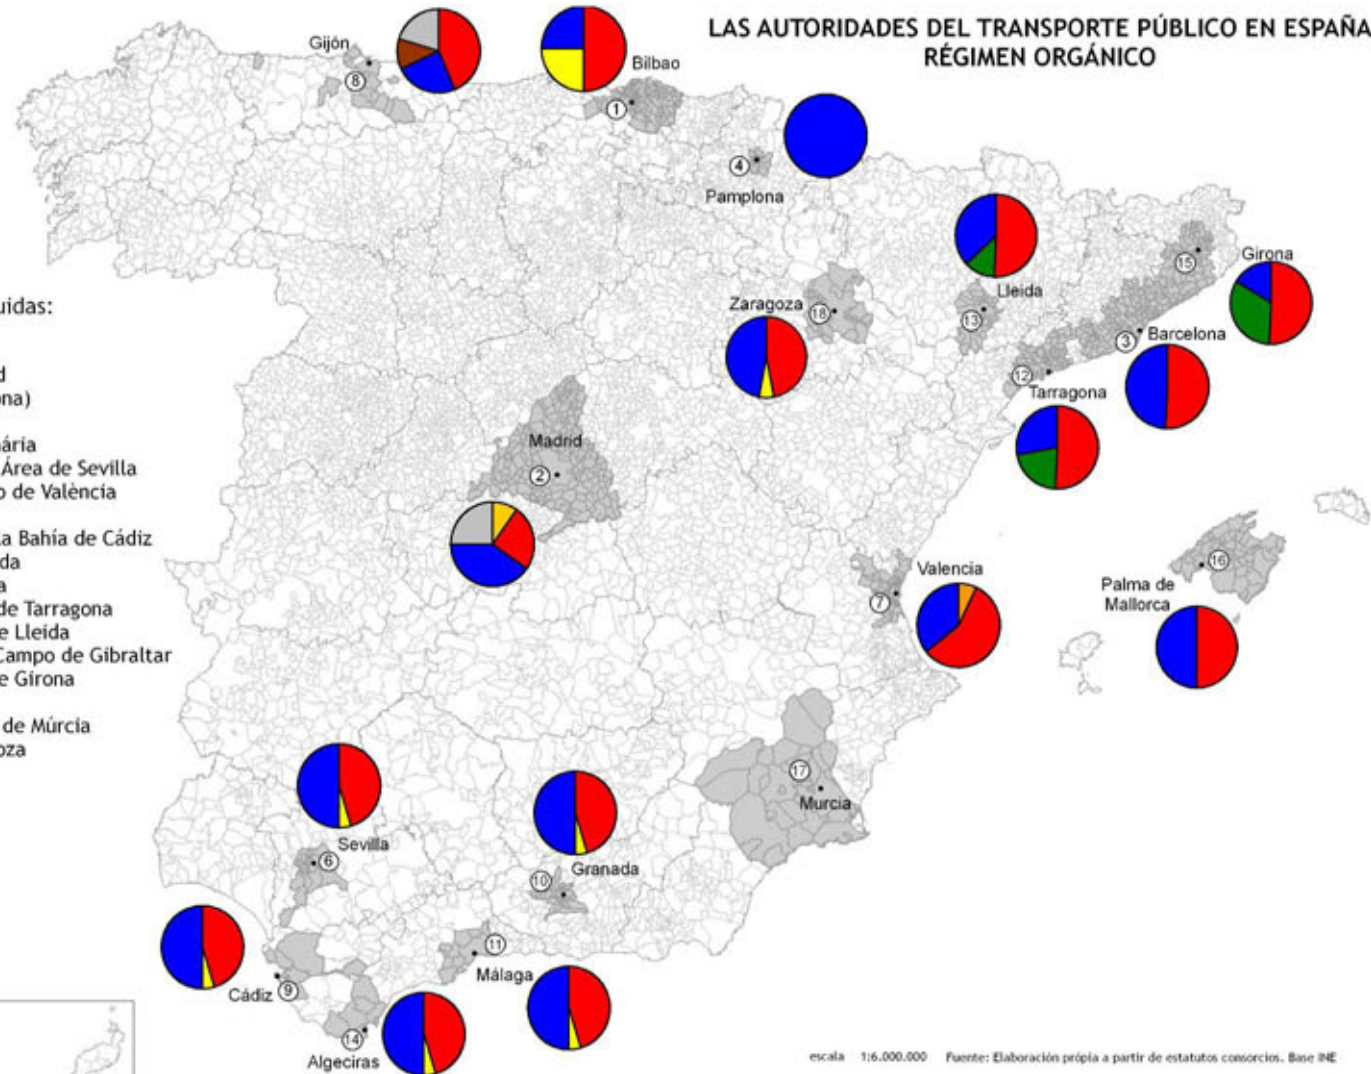 LAS AUTORIDADES DEL TRANSPORTE PÚBLICO EN ESPAÑA
RÉGIMEN ORGÁNICO
Gijón
8
Bilbao
1
4
Pamplona
uidas:
d
ona)
nária
Área de Sevilla
o de València
la Bahía de Cádiz
da
a
de Tarragona
e Lleida
Campo de Gibraltar
e Girona
de Múrcia
oza
Zaragoza
18
Lleida
13
15
Girona
3
Barcelona
12
Tarragona
Madrid
2
Valencia
7
16
Palma de
Mallorca
17
Murcia
Sevilla
6
Granada
10
11
Málaga
Cádiz
9
14
Algeciras
escala 1:6.000.000 Fuente: Elaboración própia a partir de estatutos consorcios. Base INE